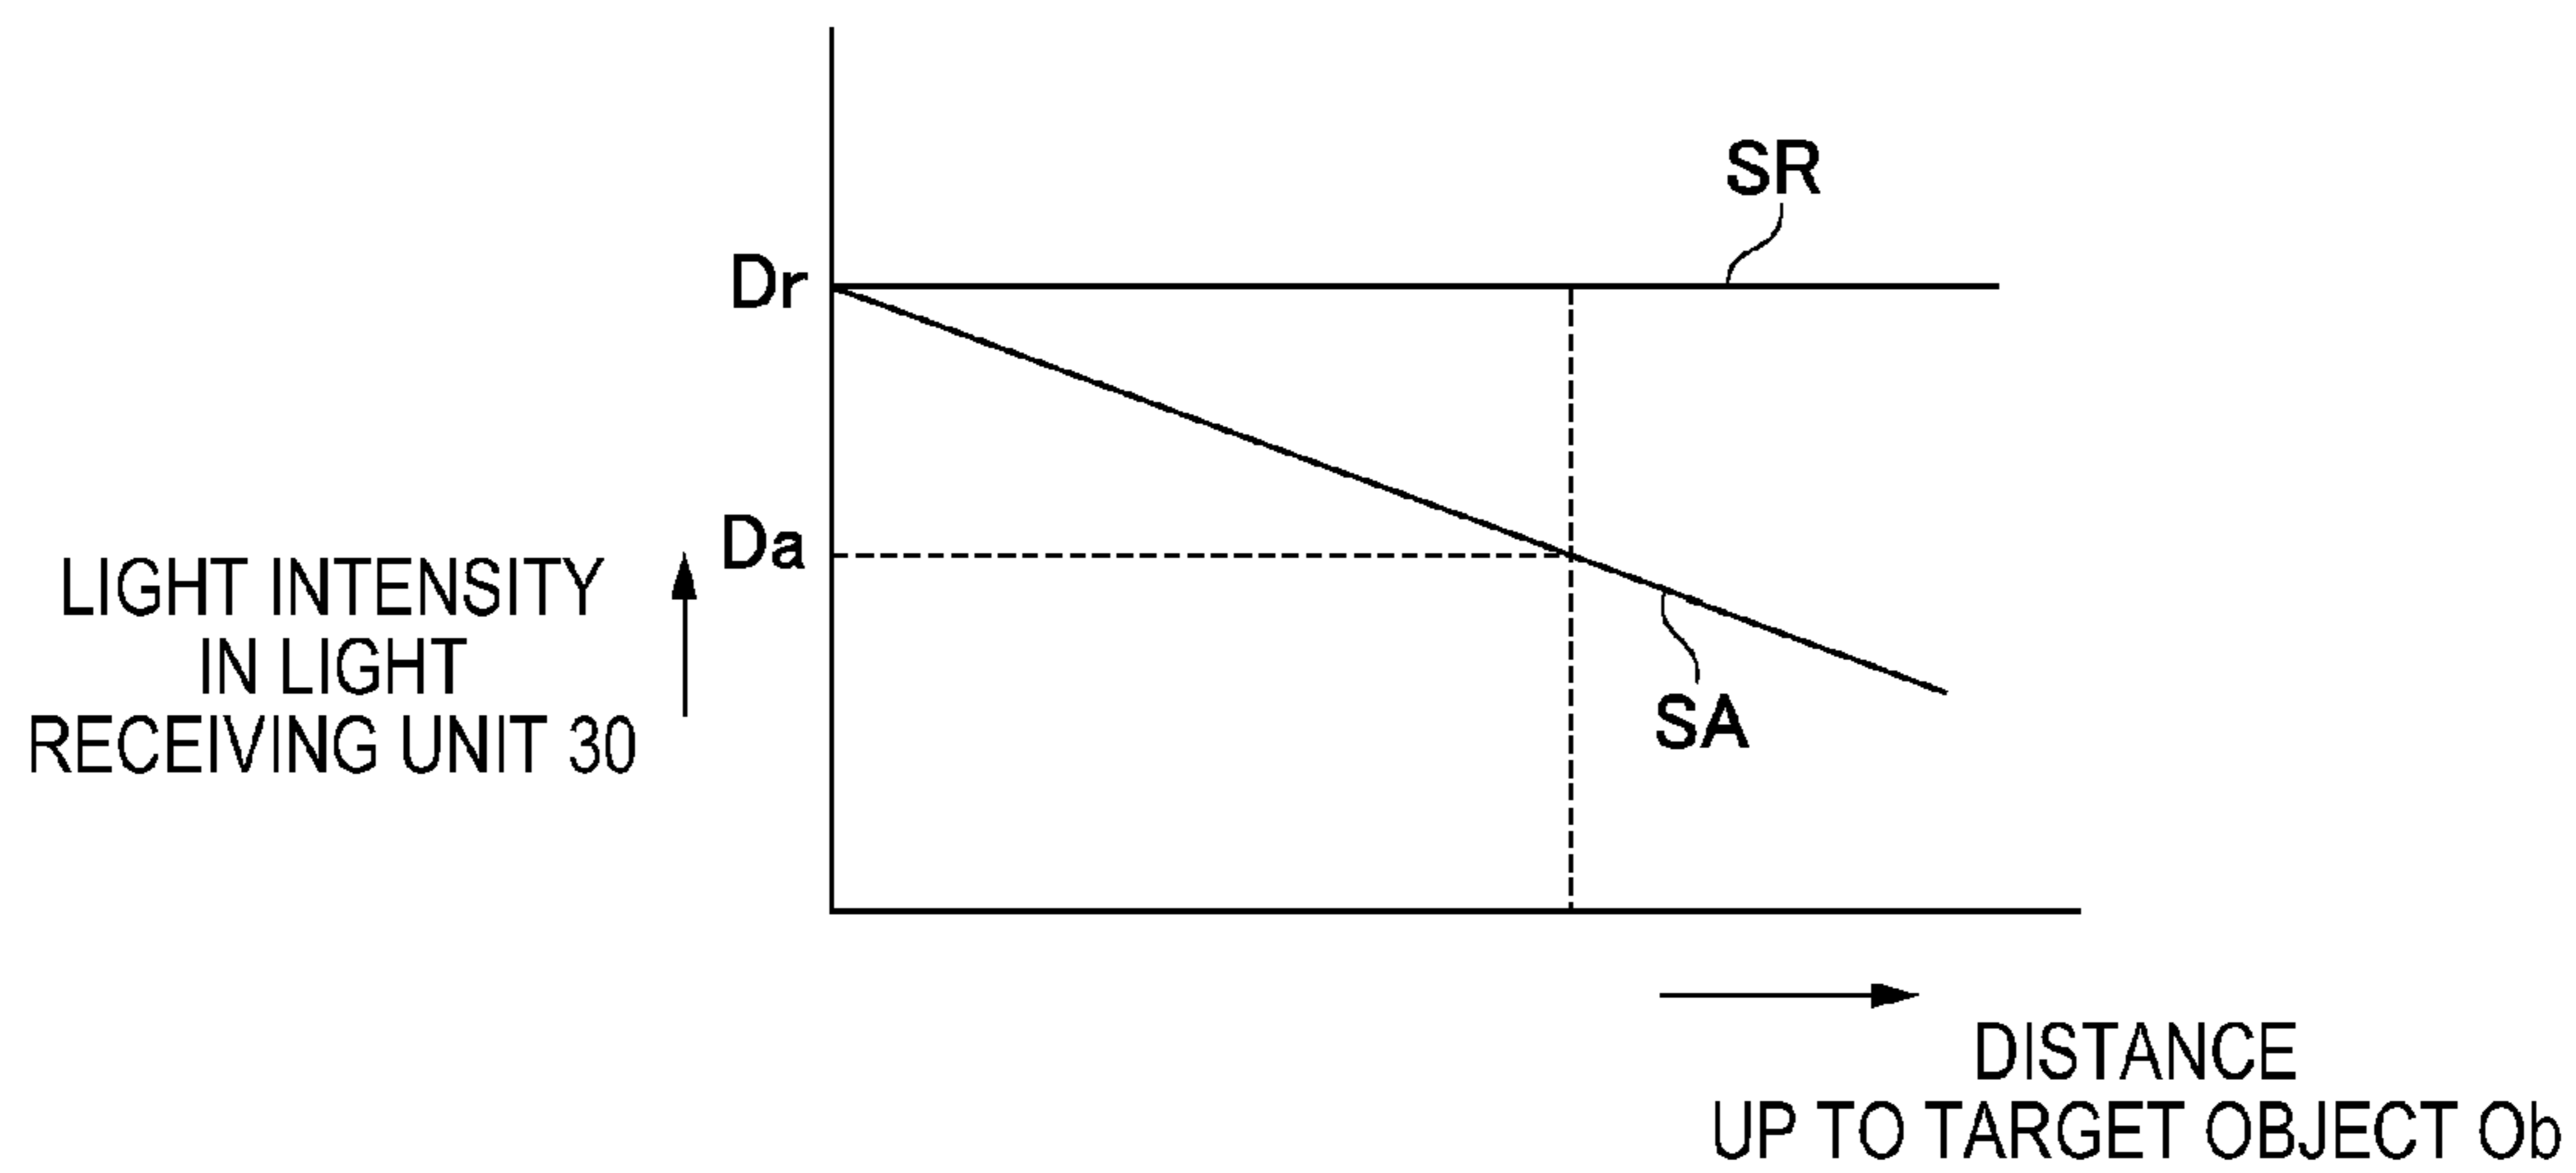 SR
Dr
Da
LIGHT INTENSITY
IN LIGHT
RECEIVING UNIT 30
SA
DISTANCE
UP TO TARGET OBJECT Ob